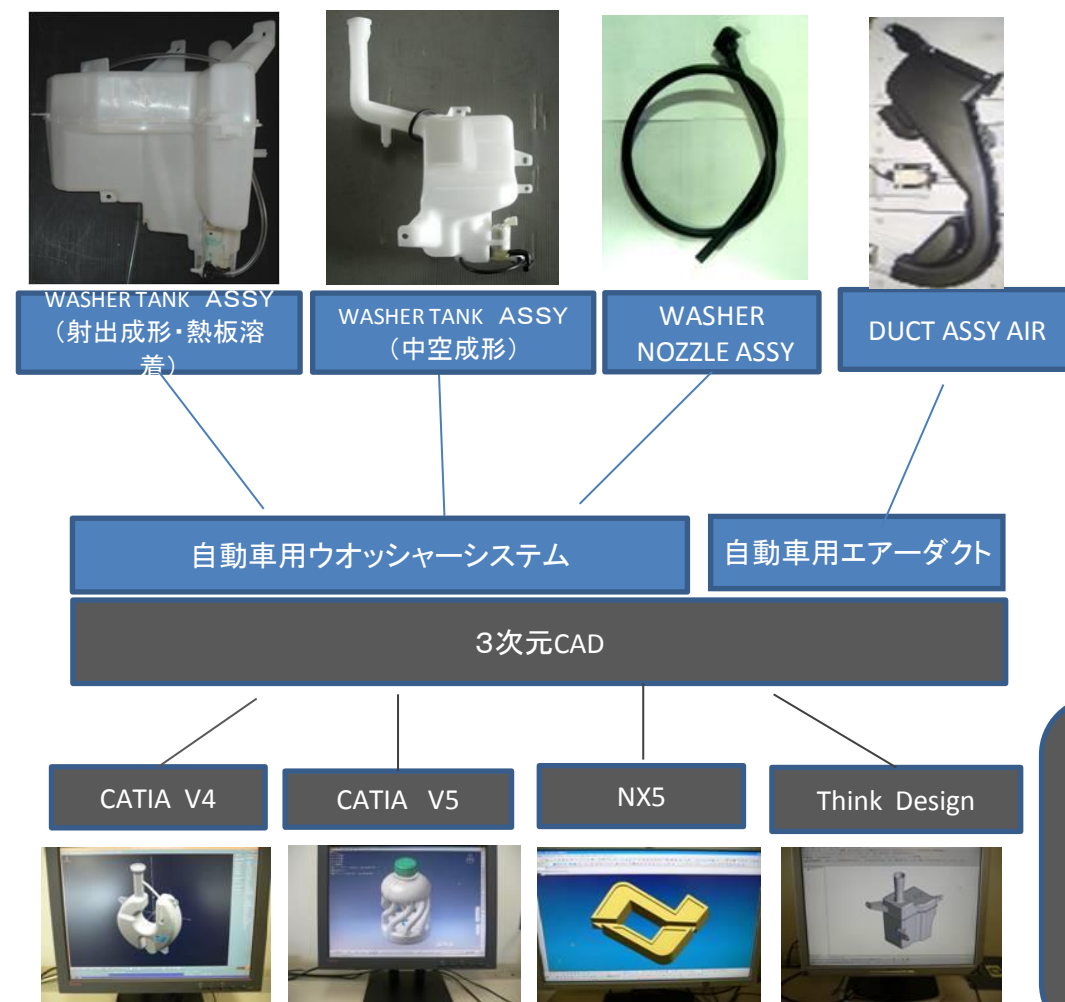 WASHER TANK　ASSY
（射出成形・熱板溶
着）
WASHER TANK　ASSY
（中空成形）
WASHER
NOZZLE ASSY
DUCT ASSY AIR
自動車用ウオッシャーシステム
自動車用エアーダクト
３次元CAD
CATIA V4
CATIA　V5
NX5
Think Design